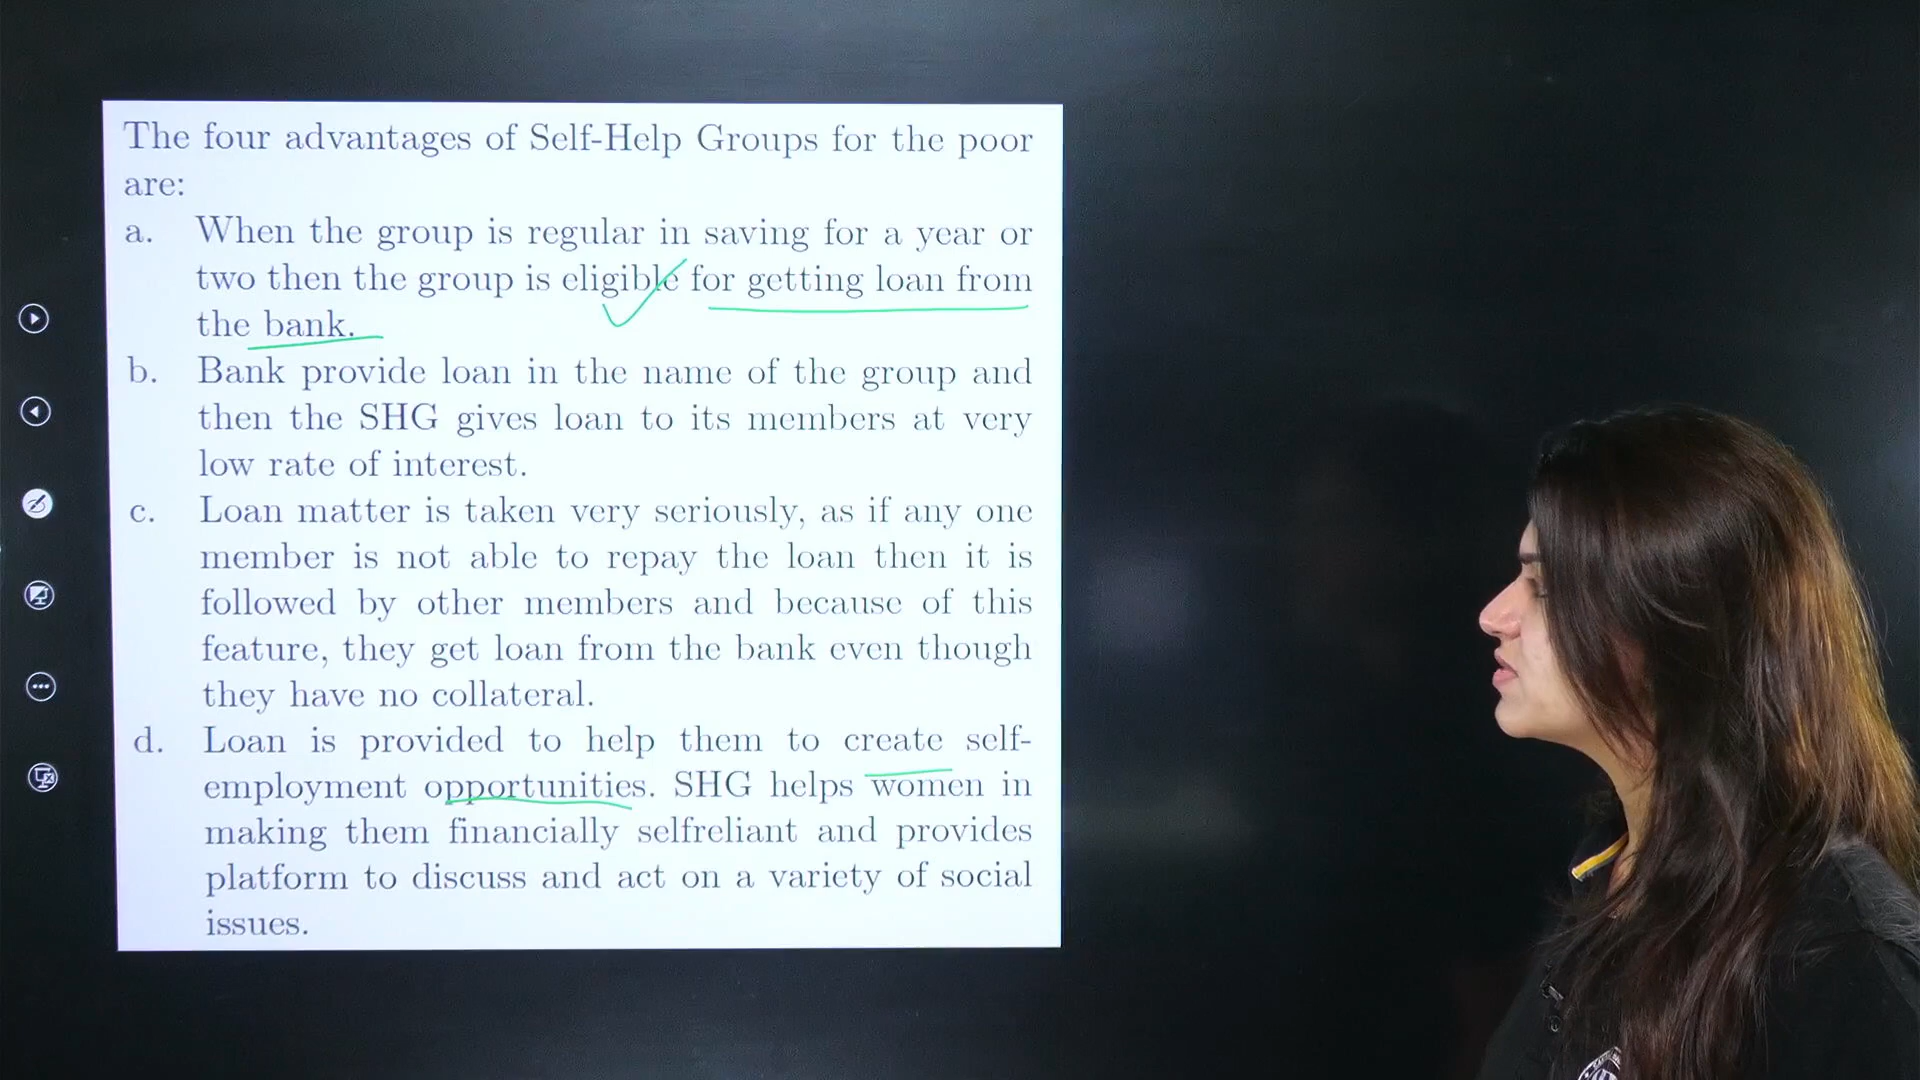 The four advantages of Self-Help Groups for the poor
are:
a. When the group is regular in saving for a year or
two then the group is eligible for getting loan from
the bank.
b. Bank provide loan in the name of the group and
then the SHG gives loan to its members at very
low rate of interest.
c. Loan matter is taken very seriously, as if any one
member is not able to repay the loan then it is
followed by other members and because of this
feature, they get loan from the bank even though
they have no collateral.
d. Loan is provided to help them to create self-
employment opportunities. SHG helps women in
making them financially selfreliant and provides
platform to discuss and act on a variety of social
issues.